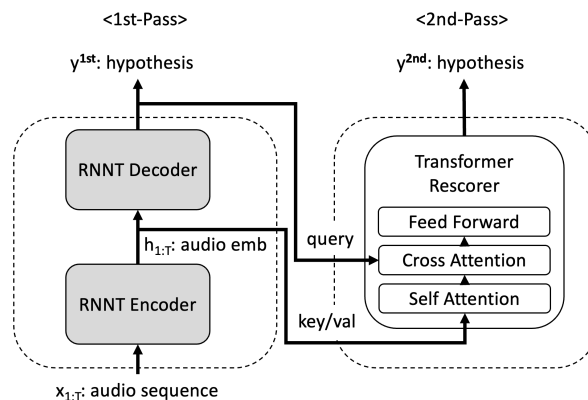 <1st-Pass>
y1st: hypothesis
RNNT Decoder
h1:T: audio emb
RNNT Encoder
x1:T: audio sequence
query
key/val
<2nd-Pass>
y2nd: hypothesis
Transformer
Rescorer
Feed Forward
Cross Attention
Self Attention